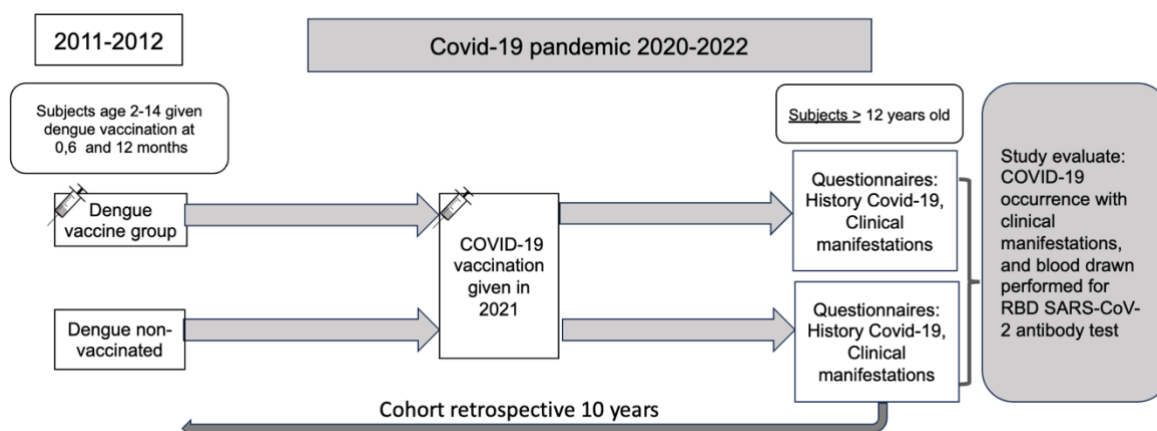 2011-2012
Covid-19 pandemic 2020-2022
Subjects age 2-14 given
dengue vaccination at
0,6 and 12 months
Subjects > 12 years old
Dengue
vaccine group
COVID-19
vaccination
given in
2021
Questionnaires:
History Covid-19,
Clinical
manifestations
Study evaluate:
COVID-19
occurrence with
clinical
manifestations,
and blood drawn
performed for
RBD SARS-CoV-
2 antibody test
Dengue non-
vaccinated
Questionnaires:
History Covid-19,
Clinical
manifestations
Cohort retrospective 10 years